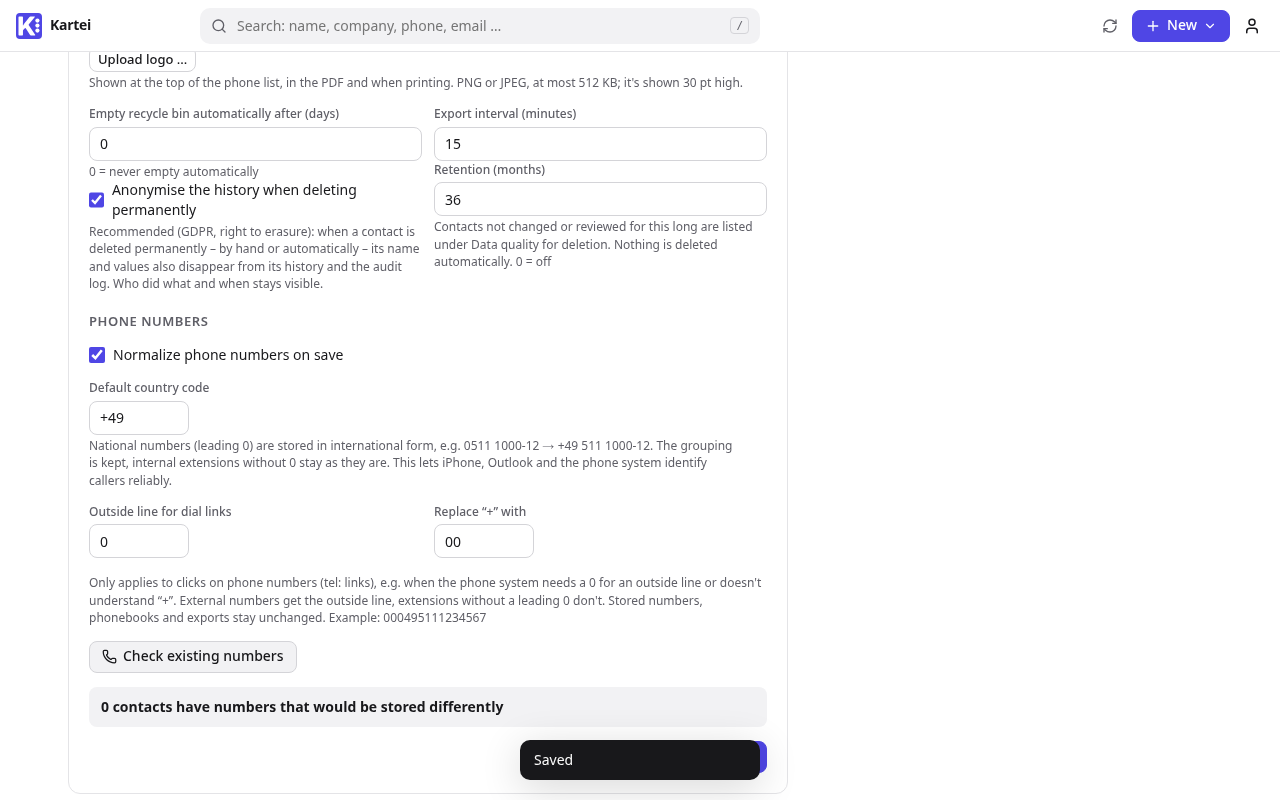 Kartei
Search: name, company, phone, email ...
/
New
Upload logo ...
Shown at the top of the phone list, in the PDF and when printing. PNG or JPEG, at most 512 KB; it's shown 30 pt high.
Empty recycle bin automatically after (days)
0
0 = never empty automatically
Anonymise the history when deleting
permanently
Recommended (GDPR, right to erasure): when a contact is
deleted permanently – by hand or automatically – its name
and values also disappear from its history and the audit
log. Who did what and when stays visible.
Export interval (minutes)
15
Retention (months)
36
Contacts not changed or reviewed for this long are listed
under Data quality for deletion. Nothing is deleted
automatically. 0 = off
PHONE NUMBERS
Normalize phone numbers on save
Default country code
+49
National numbers (leading 0) are stored in international form, e.g. 0511 1000-12 → +49 511 1000-12. The grouping
is kept, internal extensions without 0 stay as they are. This lets iPhone, Outlook and the phone system identify
callers reliably.
Outside line for dial links
0
Replace “+” with
00
Only applies to clicks on phone numbers (tel: links), e.g. when the phone system needs a 0 for an outside line or doesn't
understand “+”. External numbers get the outside line, extensions without a leading 0 don't. Stored numbers,
phonebooks and exports stay unchanged. Example: 000495111234567
Check existing numbers
0 contacts have numbers that would be stored differently
Saved